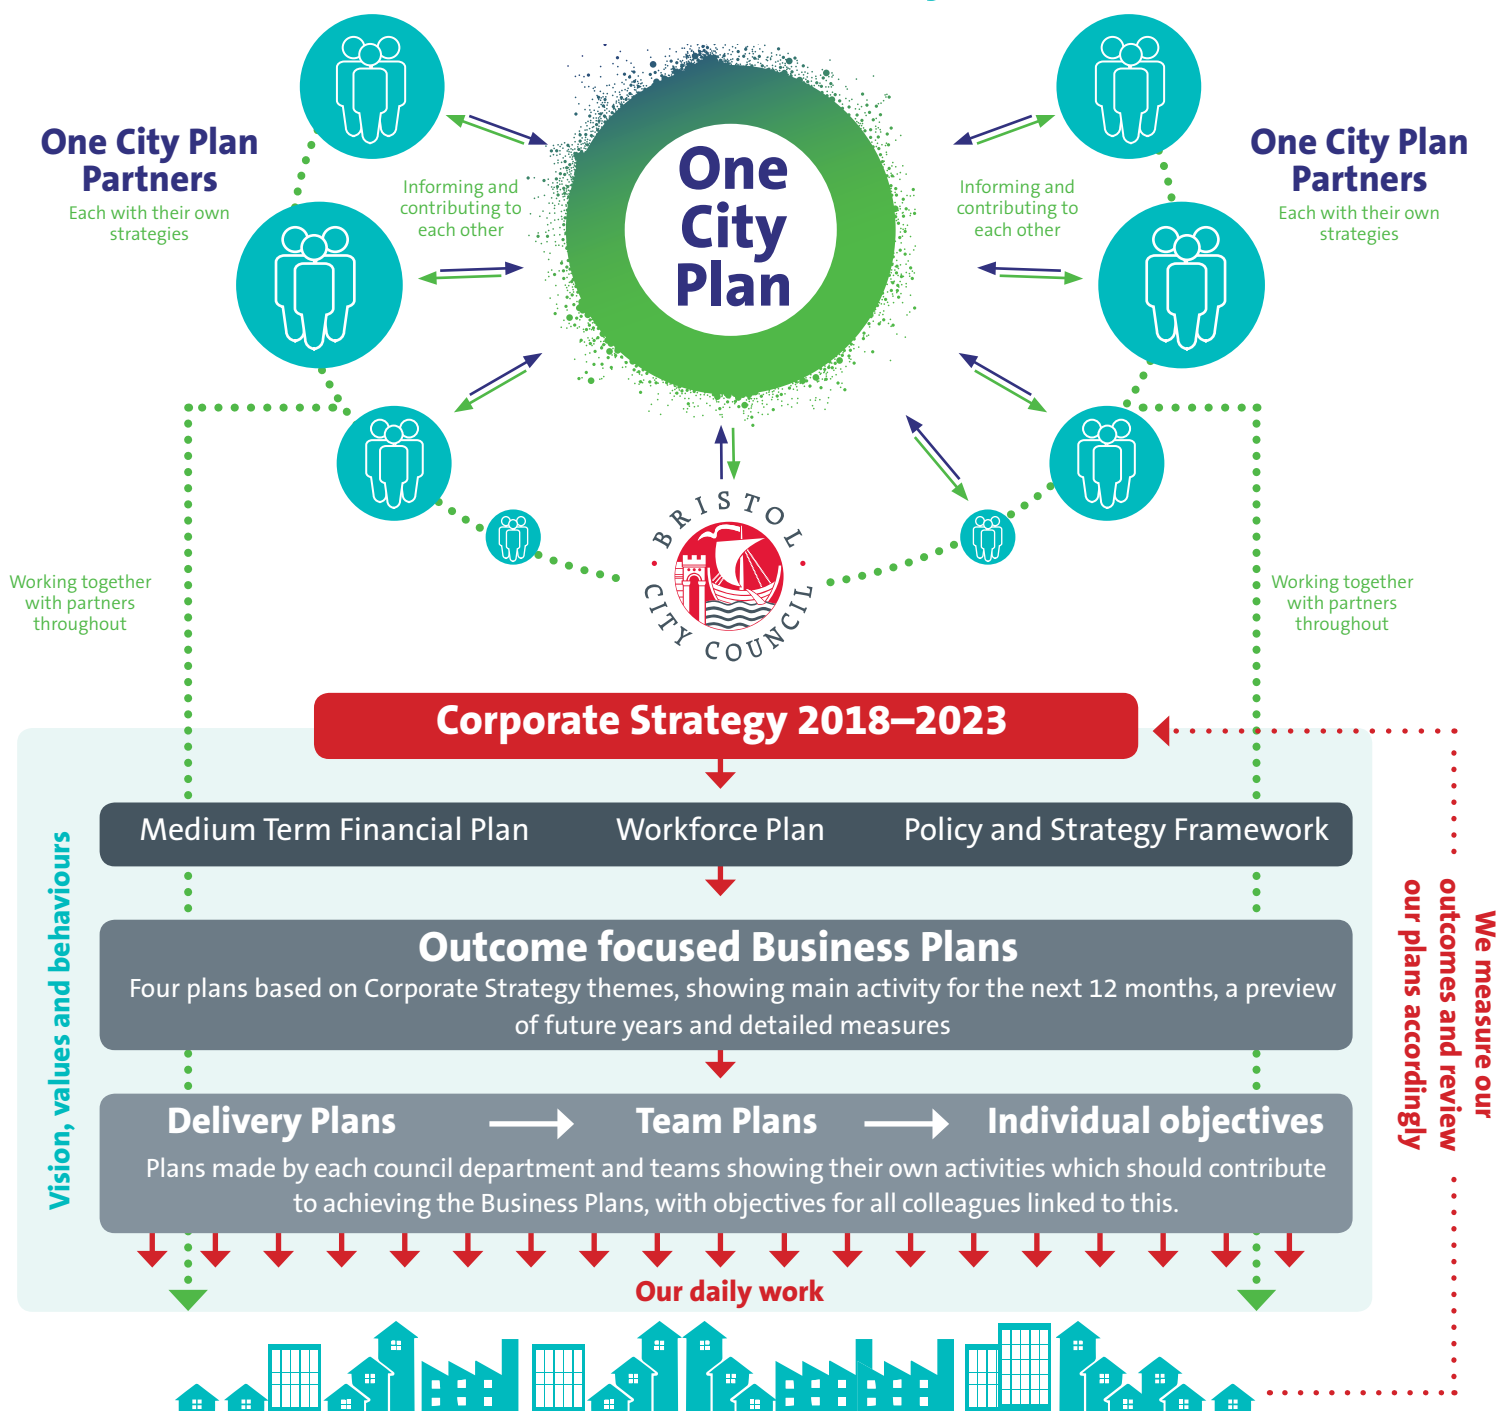 One City Plan
Partners
Each with their own
strategies
Informing and
contributing to
each other
One
City
Plan
Informing and
contributing to
each other
One City Plan
Partners
Each with their own
strategies
BRISTOL
CITY COUNCIL
Working together
with partners
throughout
Working together
with partners
throughout
Corporate Strategy 2018–2023
Medium Term Financial Plan
Workforce Plan
Policy and Strategy Framework
Outcome focused Business Plans
Four plans based on Corporate Strategy themes, showing main activity for the next 12 months, a preview
of future years and detailed measures
Delivery Plans
Team Plans
Individual objectives
Plans made by each council department and teams showing their own activities which should contribute
to achieving the Business Plans, with objectives for all colleagues linked to this.
Our daily work
Vision, values and behaviours
We measure our
outcomes and review
our plans accordingly